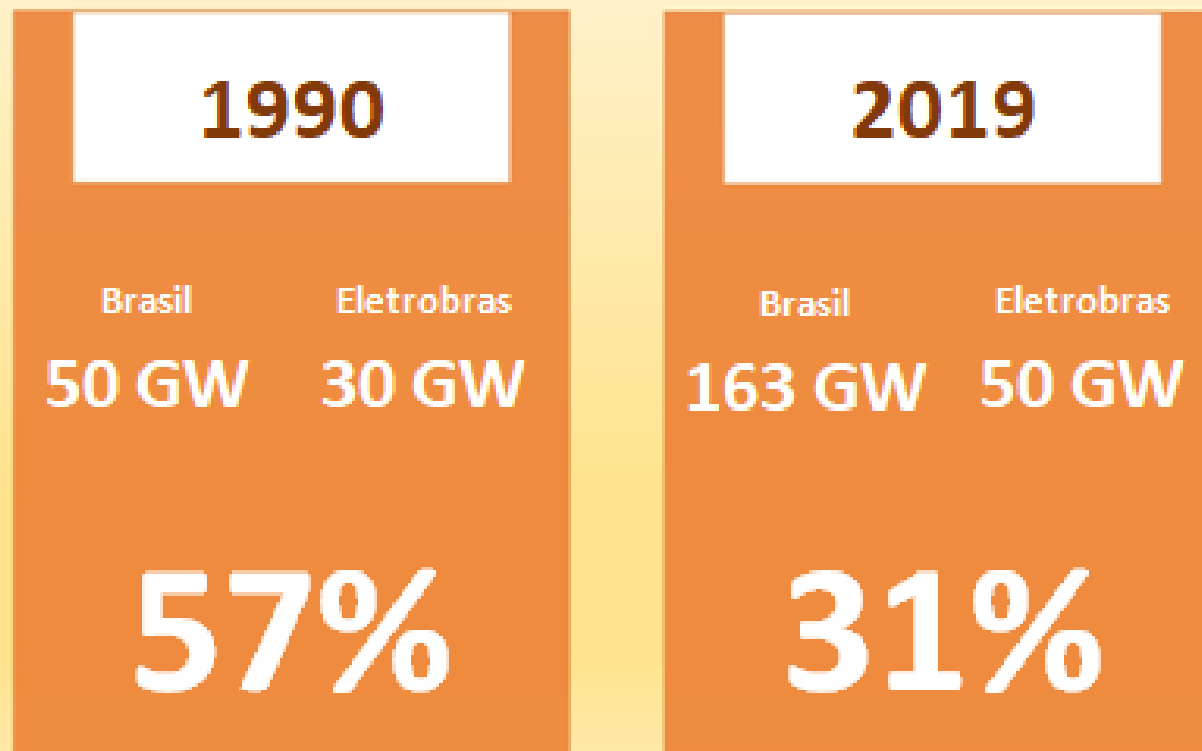 1990
Brasil Eletrobras
50 GW 30 GW
57%
2019
Brasil Eletrobras
163 GW 50 GW
31%